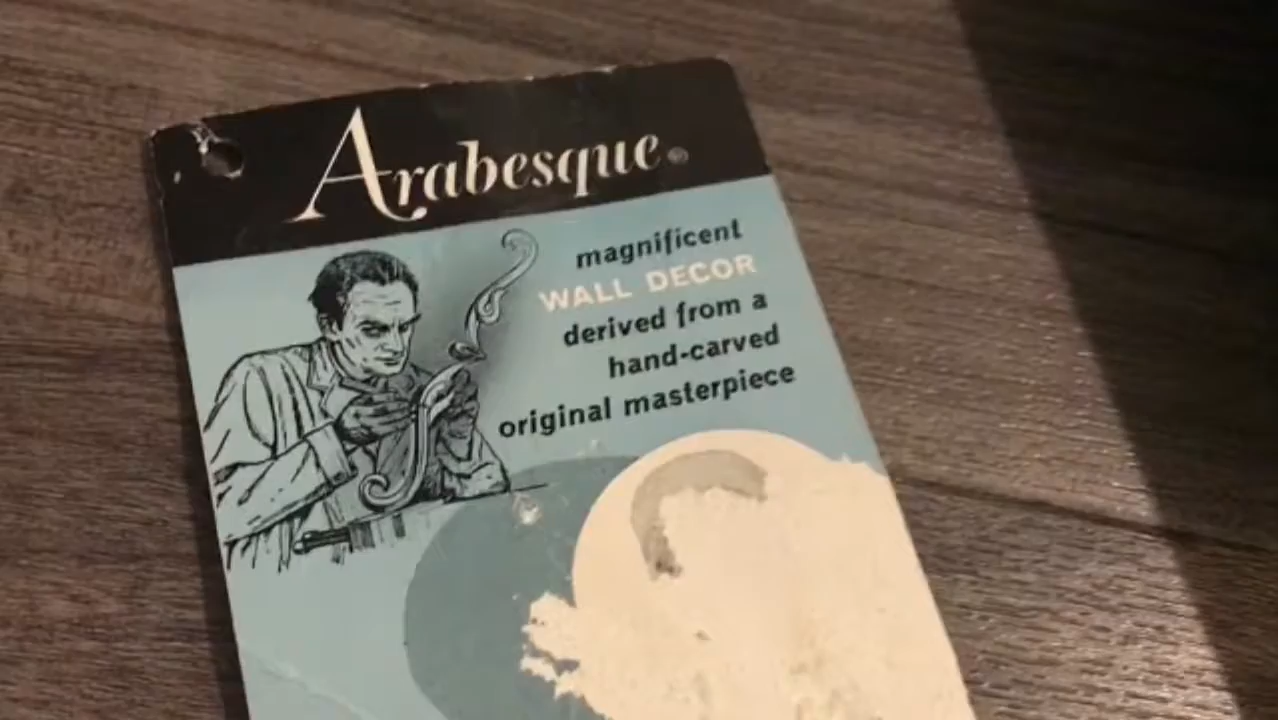 Arabesque®
magnificent
WALL DECOR
derived from a
hand-carved
original masterpiece